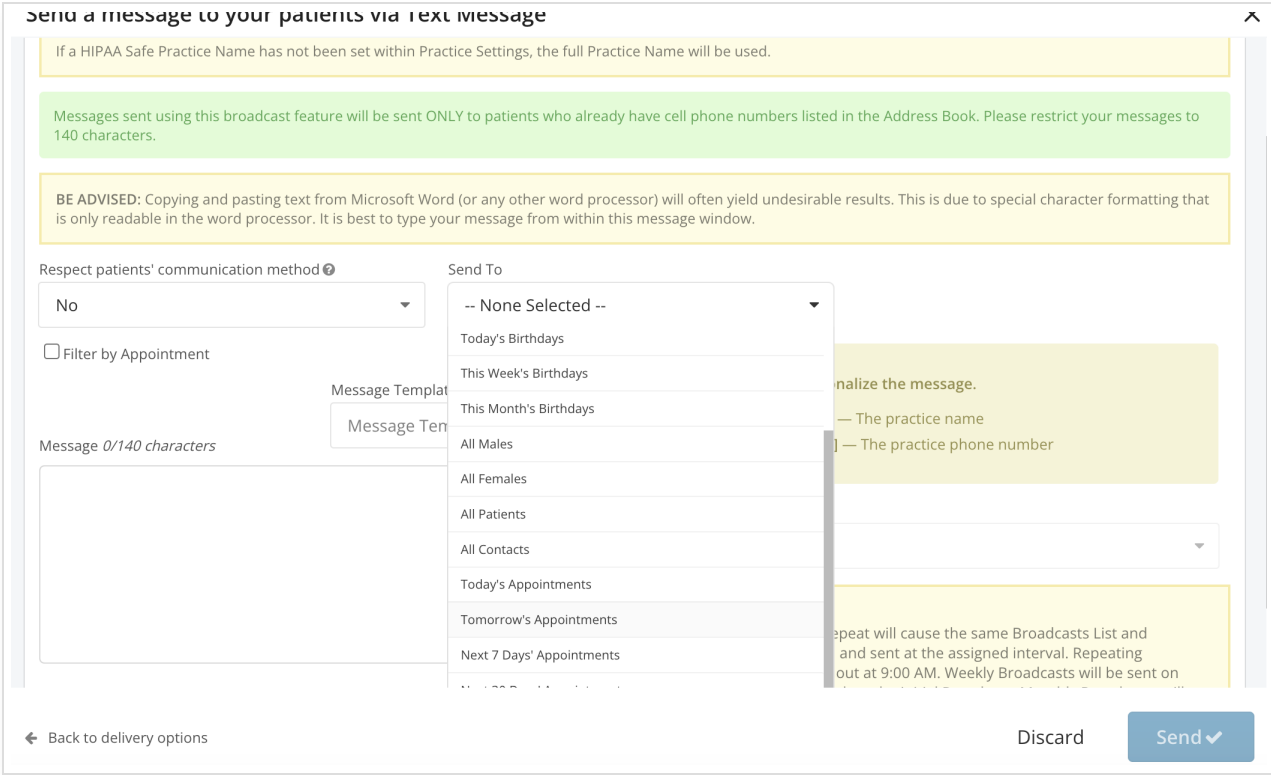 Send a message to your patients via Text Message
If a HIPAA Safe Practice Name has not been set within Practice Settings, the full Practice Name will be used.
Messages sent using this broadcast feature will be sent ONLY to patients who already have cell phone numbers listed in the Address Book. Please restrict your messages to
140 characters.
BE ADVISED: Copying and pasting text from Microsoft Word (or any other word processor) will often yield undesirable results. This is due to special character formatting that
is only readable in the word processor. It is best to type your message from within this message window.
Respect patients' communication method
Send To
No
-- None Selected --
Today's Birthdays
This Week's Birthdays
This Month's Birthdays
All Males
All Females
All Patients
All Contacts
Today's Appointments
Tomorrow's Appointments
Next 7 Days' Appointments
Filter by Appointment
nalize the message.
— The practice name
] — The practice phone number
Message Templat
Message Tem
Message 0/140 characters
epeat will cause the same Broadcasts List and
and sent at the assigned interval. Repeating
out at 9:00 AM. Weekly Broadcasts will be sent on
Back to delivery options
Discard
Send